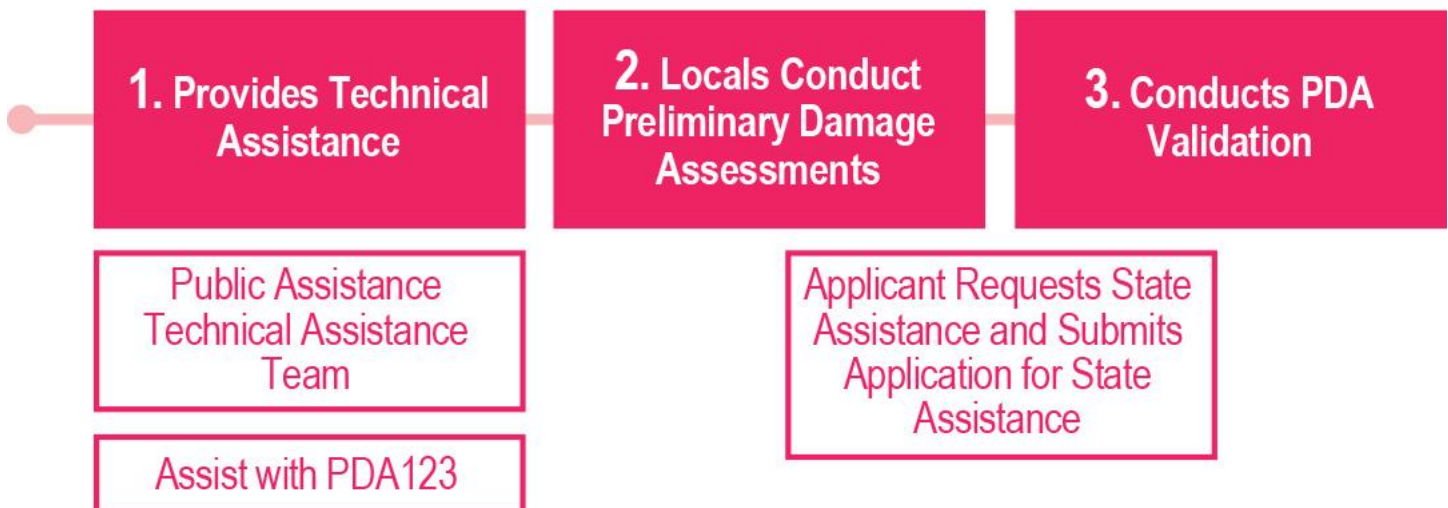 1. Provides Technical
Assistance
2. Locals Conduct
Preliminary Damage
Assessments
3. Conducts PDA
Validation
Public Assistance
Technical Assistance
Team
Assist with PDA123
Applicant Requests State
Assistance and Submits
Application for State
Assistance